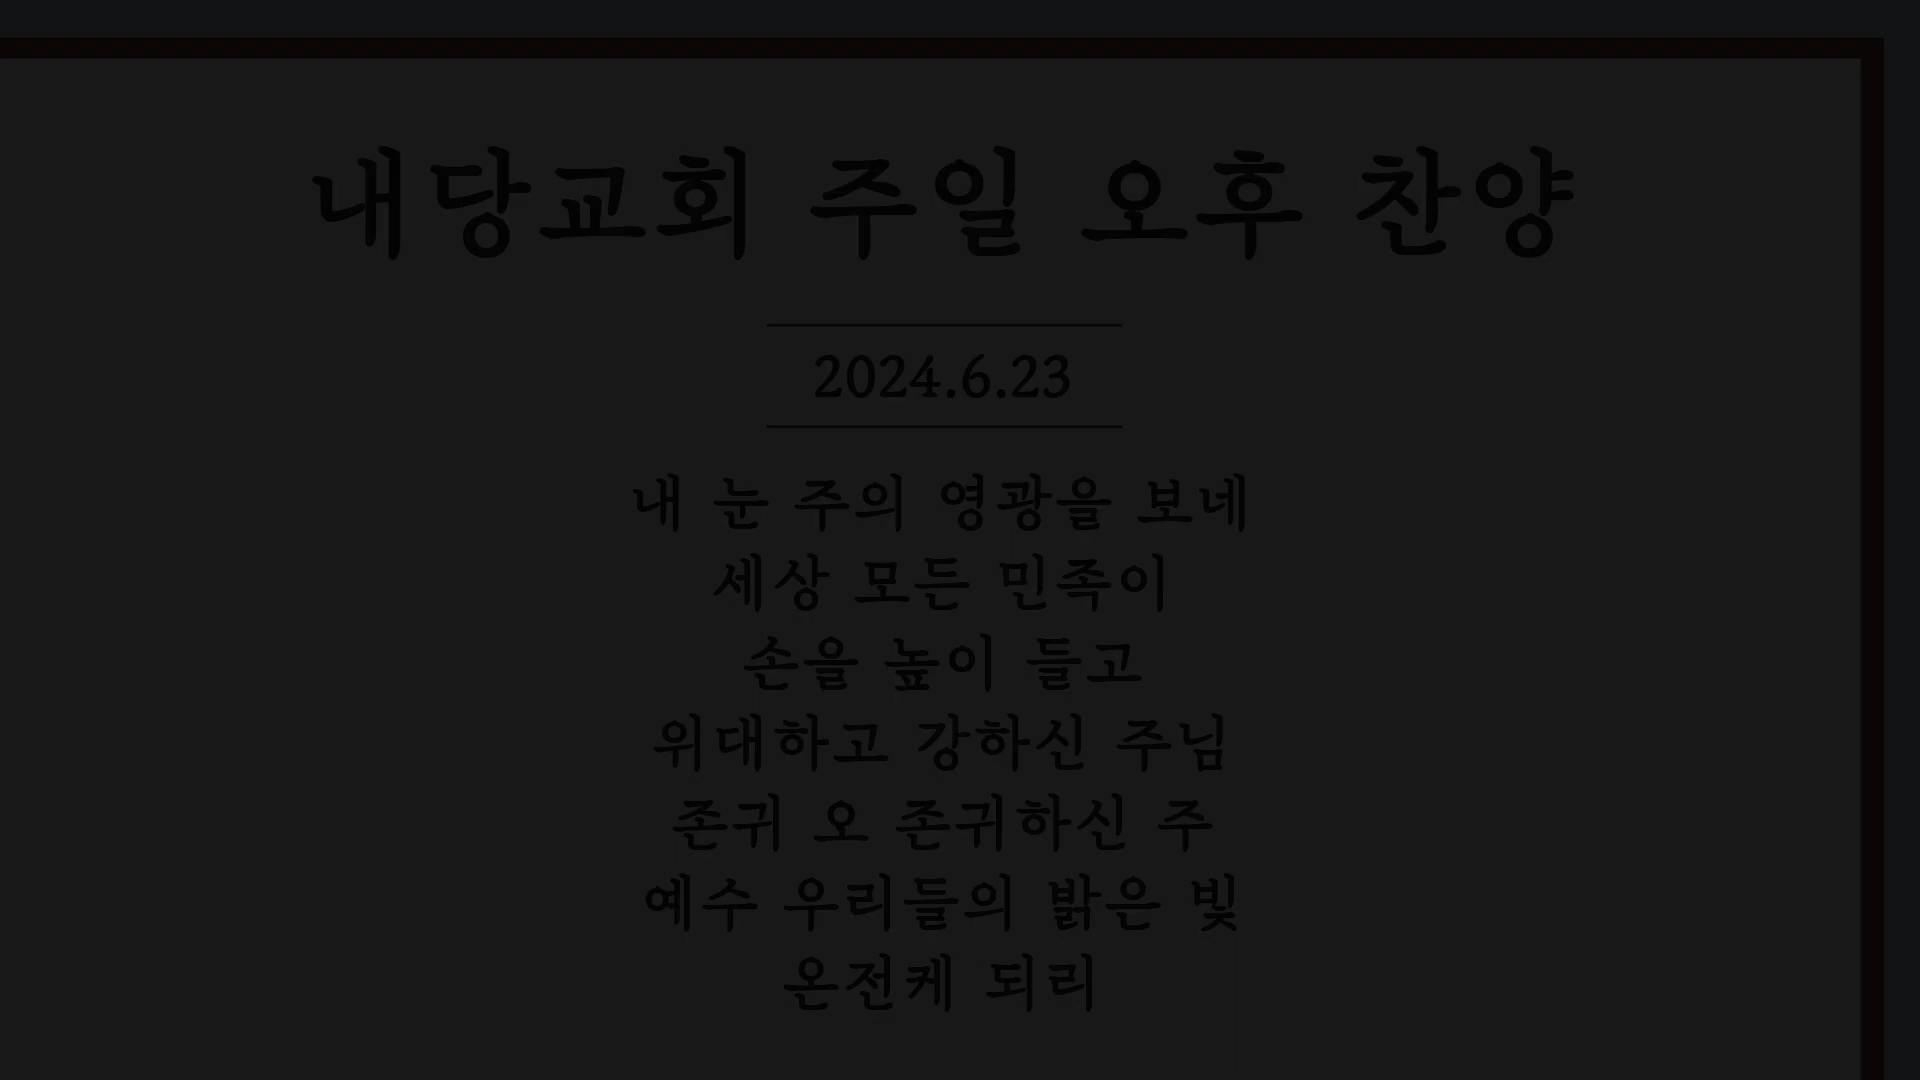 내당교회 주일 오후 찬양
2024.6.23
내 눈 주의 영광을 보네
세상 모든 민족이
손을 높이 들고
위대하고 강하신 주님
존귀 오 존귀하신 주
예수 우리들의 밝은 빛
온전케 되리